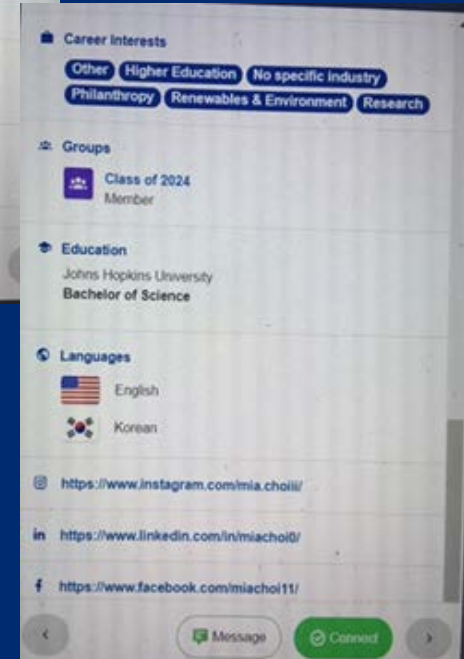 Career Interests
Other Higher Education No specific industry
Philanthropy Renewables & Environment Research
Groups
Class of 2024
Member
Education
Johns Hopkins University
Bachelor of Science
Languages
English
Korean
https://www.instagram.com/mia.choiii/
in https://www.linkedin.com/in/miachoi0/
f https://www.facebook.com/miachoi11/
Message Connect